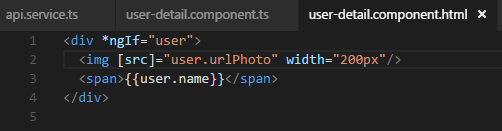 api.service.ts user-detail.component.ts user-detail.component.html ×
1 <div *ngIf="user">
2 <img [src]="user.urlPhoto" width="200px"/>
3 <span>{{user.name}}</span>
4 </div>
5